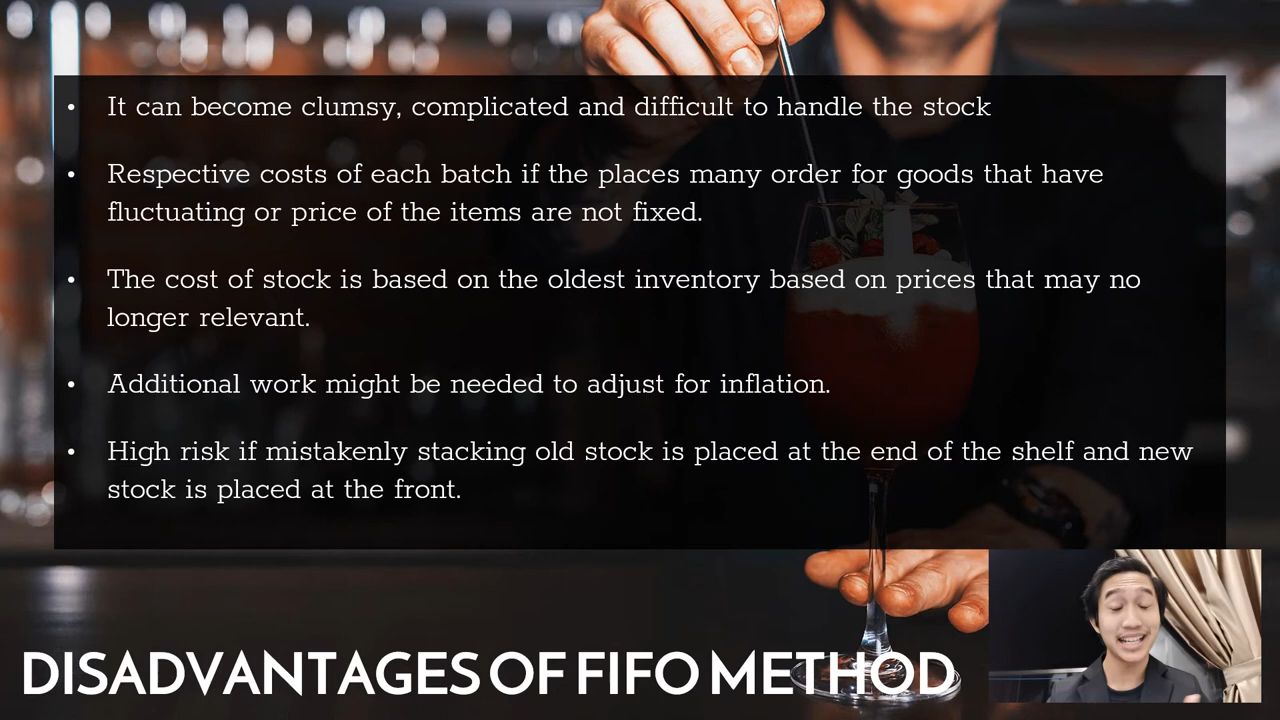 • It can become clumsy, complicated and difficult to handle the stock
• Respective costs of each batch if the places many order for goods that have
fluctuating or price of the items are not fixed.
• The cost of stock is based on the oldest inventory based on prices that may no
longer relevant.
• Additional work might be needed to adjust for inflation.
• High risk if mistakenly stacking old stock is placed at the end of the shelf and new
stock is placed at the front.
DISADVANTAGES OF FIFO METHOD